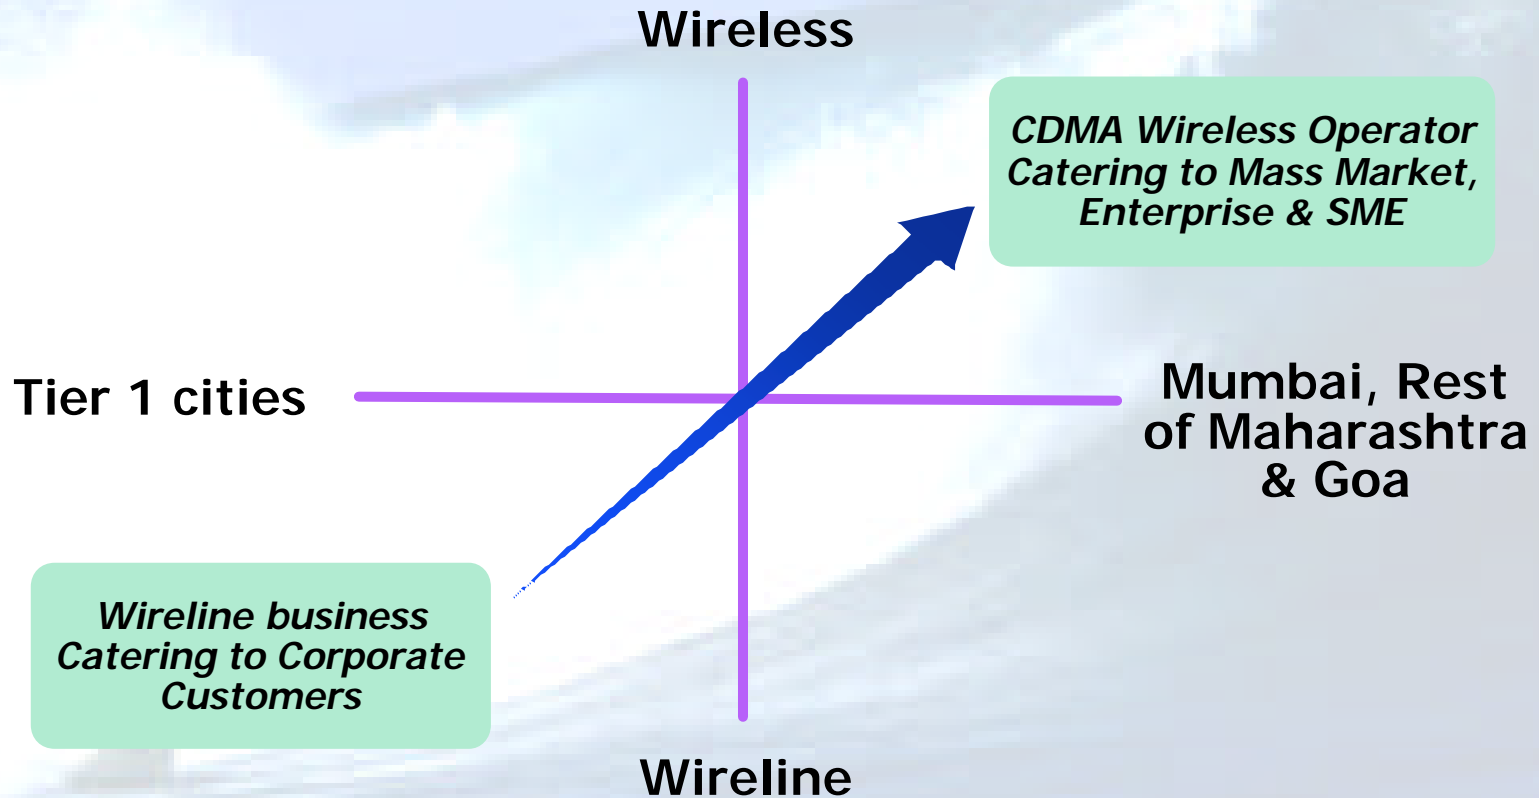 Wireless
CDMA Wireless Operator
Catering to Mass Market,
Enterprise & SME
Tier 1 cities
Mumbai, Rest
of Maharashtra
& Goa
Wireline business
Catering to Corporate
Customers
Wireline